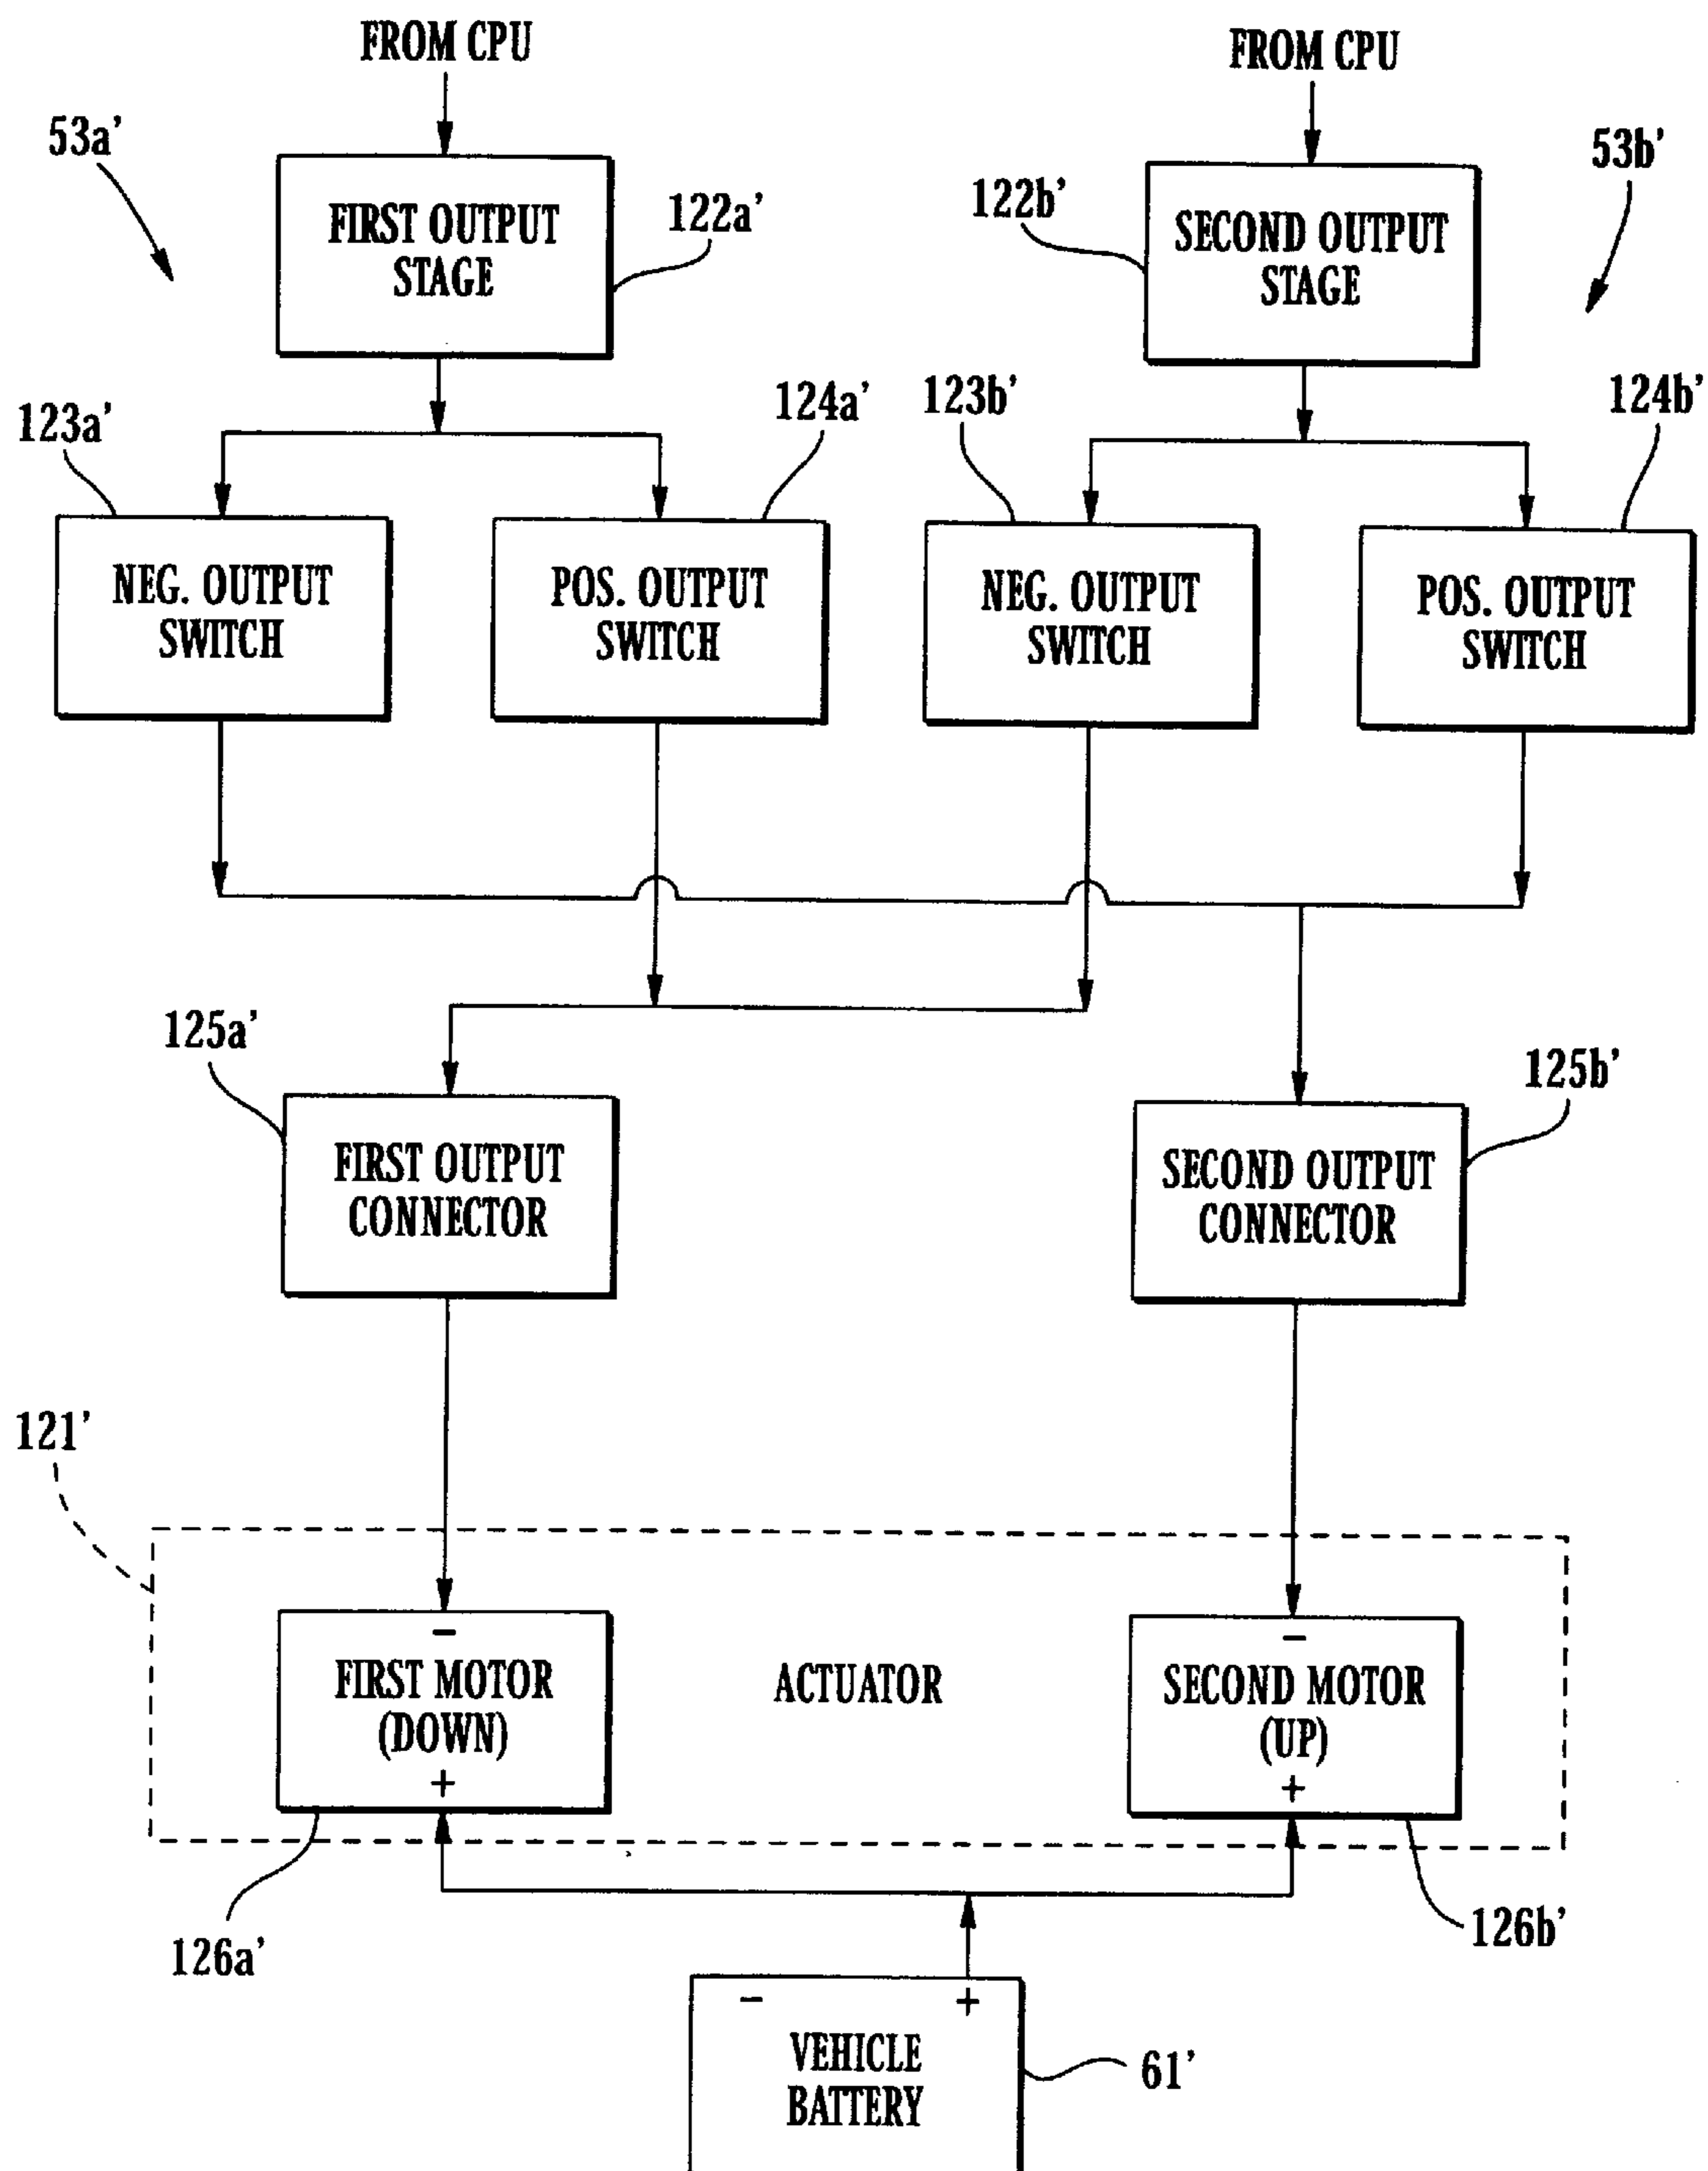 FROM CPU
FROM CPU
53a'
53b'
122a'
122b'
FIRST OUTPUT
STAGE
SECOND OUTPUT
STAGE
123a'
124a'
123b'
124b'
NEG. OUTPUT
SWITCH
POS. OUTPUT
SWITCH
NEG. OUTPUT
SWITCH
POS. OUTPUT
SWITCH
125a'
125b'
FIRST OUTPUT
CONNECTOR
SECOND OUTPUT
CONNECTOR
121'
−
FIRST MOTOR
(DOWN)
+
ACTUATOR
−
SECOND MOTOR
(UP)
+
126a'
126b'
− +
VEHICLE
BATTERY
61'